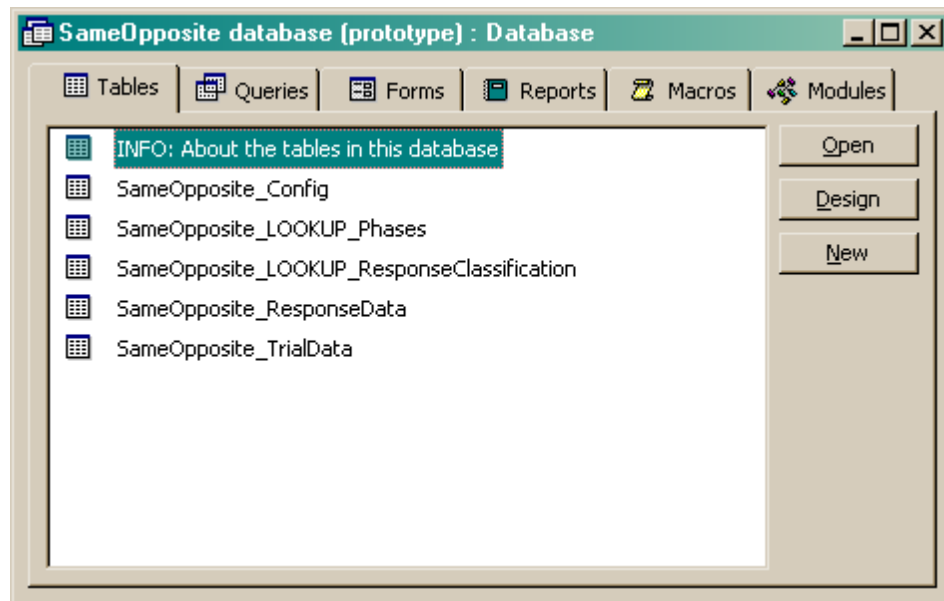 SameOpposite database (prototype) : Database
Tables Queries Forms Reports Macros Modules
INFO: About the tables in this database
SameOpposite_Config
SameOpposite_LOOKUP_Phases
SameOpposite_LOOKUP_ResponseClassification
SameOpposite_ResponseData
SameOpposite_TrialData
Open
Design
New